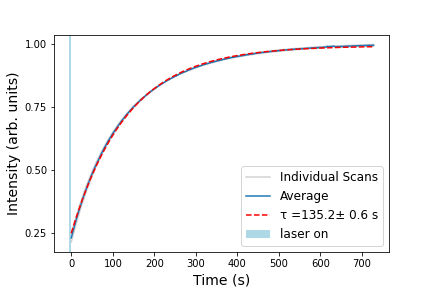 1.00
0.75
0.50
0.25
Intensity (arb. units)
Individual Scans
Average
τ =135.2± 0.6 s
laser on
0 100 200 300 400 500 600 700
Time (s)